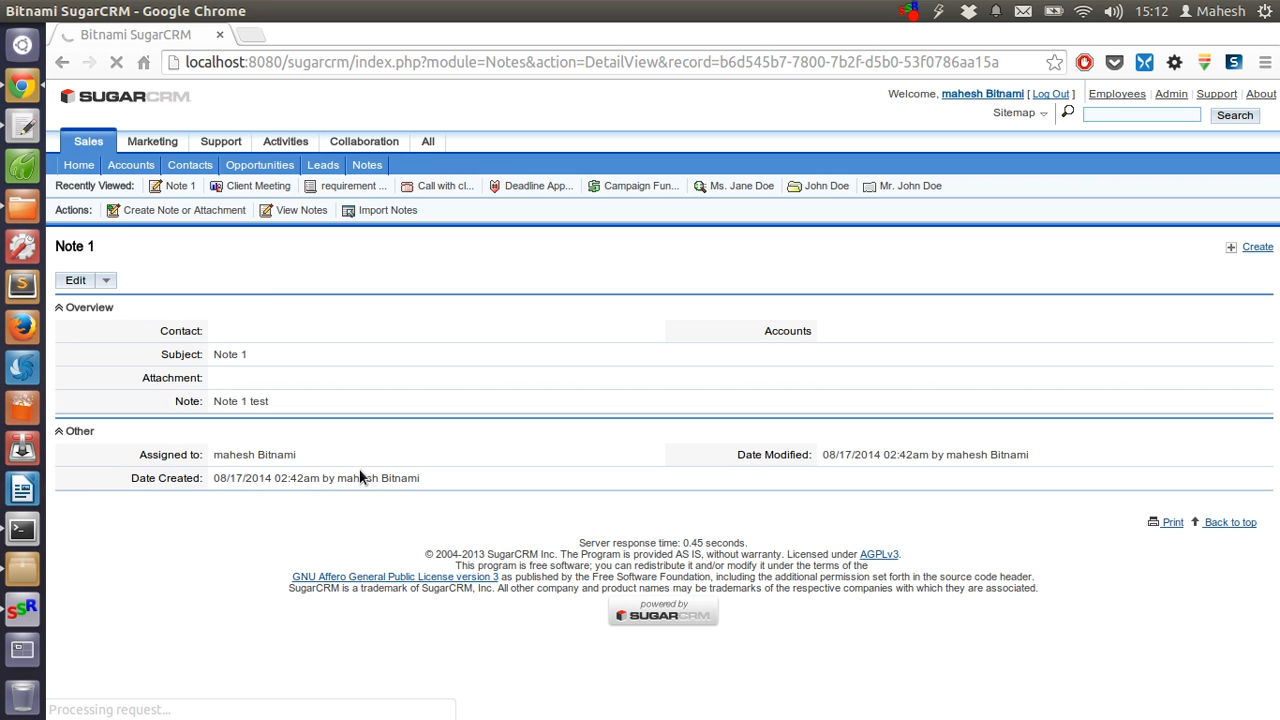 Bitnami SugarCRM - Google Chrome
15:12 Mahesh
Bitnami SugarCRM
localhost:8080/sugarcrm/index.php?module=Notes&action=DetailView&record=b6d545b7-7800-7b2f-d5b0-53f0786aa15a
SUGARCRM
Welcome, mahesh Bitnami [ Log Out ] Employees | Admin | Support | About
Sitemap Search
Sales Marketing Support Activities Collaboration All
Home Accounts Contacts Opportunities Leads Notes
Recently Viewed: Note 1 Client Meeting requirement ... Call with cl... Deadline App... Campaign Fun... Ms. Jane Doe John Doe Mr. John Doe
Actions: Create Note or Attachment View Notes Import Notes
Note 1
Create
Edit
Overview
Contact: Accounts
Subject: Note 1
Attachment:
Note: Note 1 test
Other
Assigned to: mahesh Bitnami Date Modified: 08/17/2014 02:42am by mahesh Bitnami
Date Created: 08/17/2014 02:42am by mahesh Bitnami
Print Back to top
Server response time: 0.45 seconds.
© 2004-2013 SugarCRM Inc. The Program is provided AS IS, without warranty. Licensed under AGPLv3.
This program is free software; you can redistribute it and/or modify it under the terms of the
GNU Affero General Public License version 3 as published by the Free Software Foundation, including the additional permission set forth in the source code header.
SugarCRM is a trademark of SugarCRM, Inc. All other company and product names may be trademarks of the respective companies with which they are associated.
powered by
SUGARCRM
Processing request...